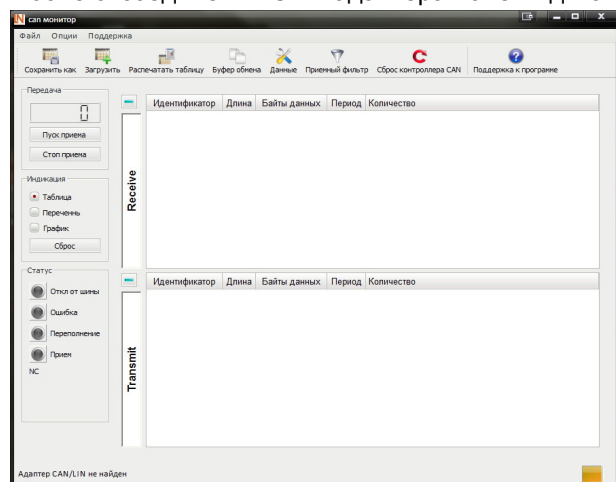 can монитор
Файл Опции Поддержка
Сохранить как Загрузить Распечатать таблицу Буфер обмена Данные Приемный фильтр Сброс контроллера CAN Поддержка к программе
Передача
0
Пуск приема
Стоп приема
Индикация
Таблица
Переченнь
График
Сброс
Статус
Откл от шины
Ошибка
Переполнение
Прием
NC
Идентификатор Длина Байты данных Период Количество
Receive
Идентификатор Длина Байты данных Период Количество
Transmit
Адаптер CAN/LIN не найден